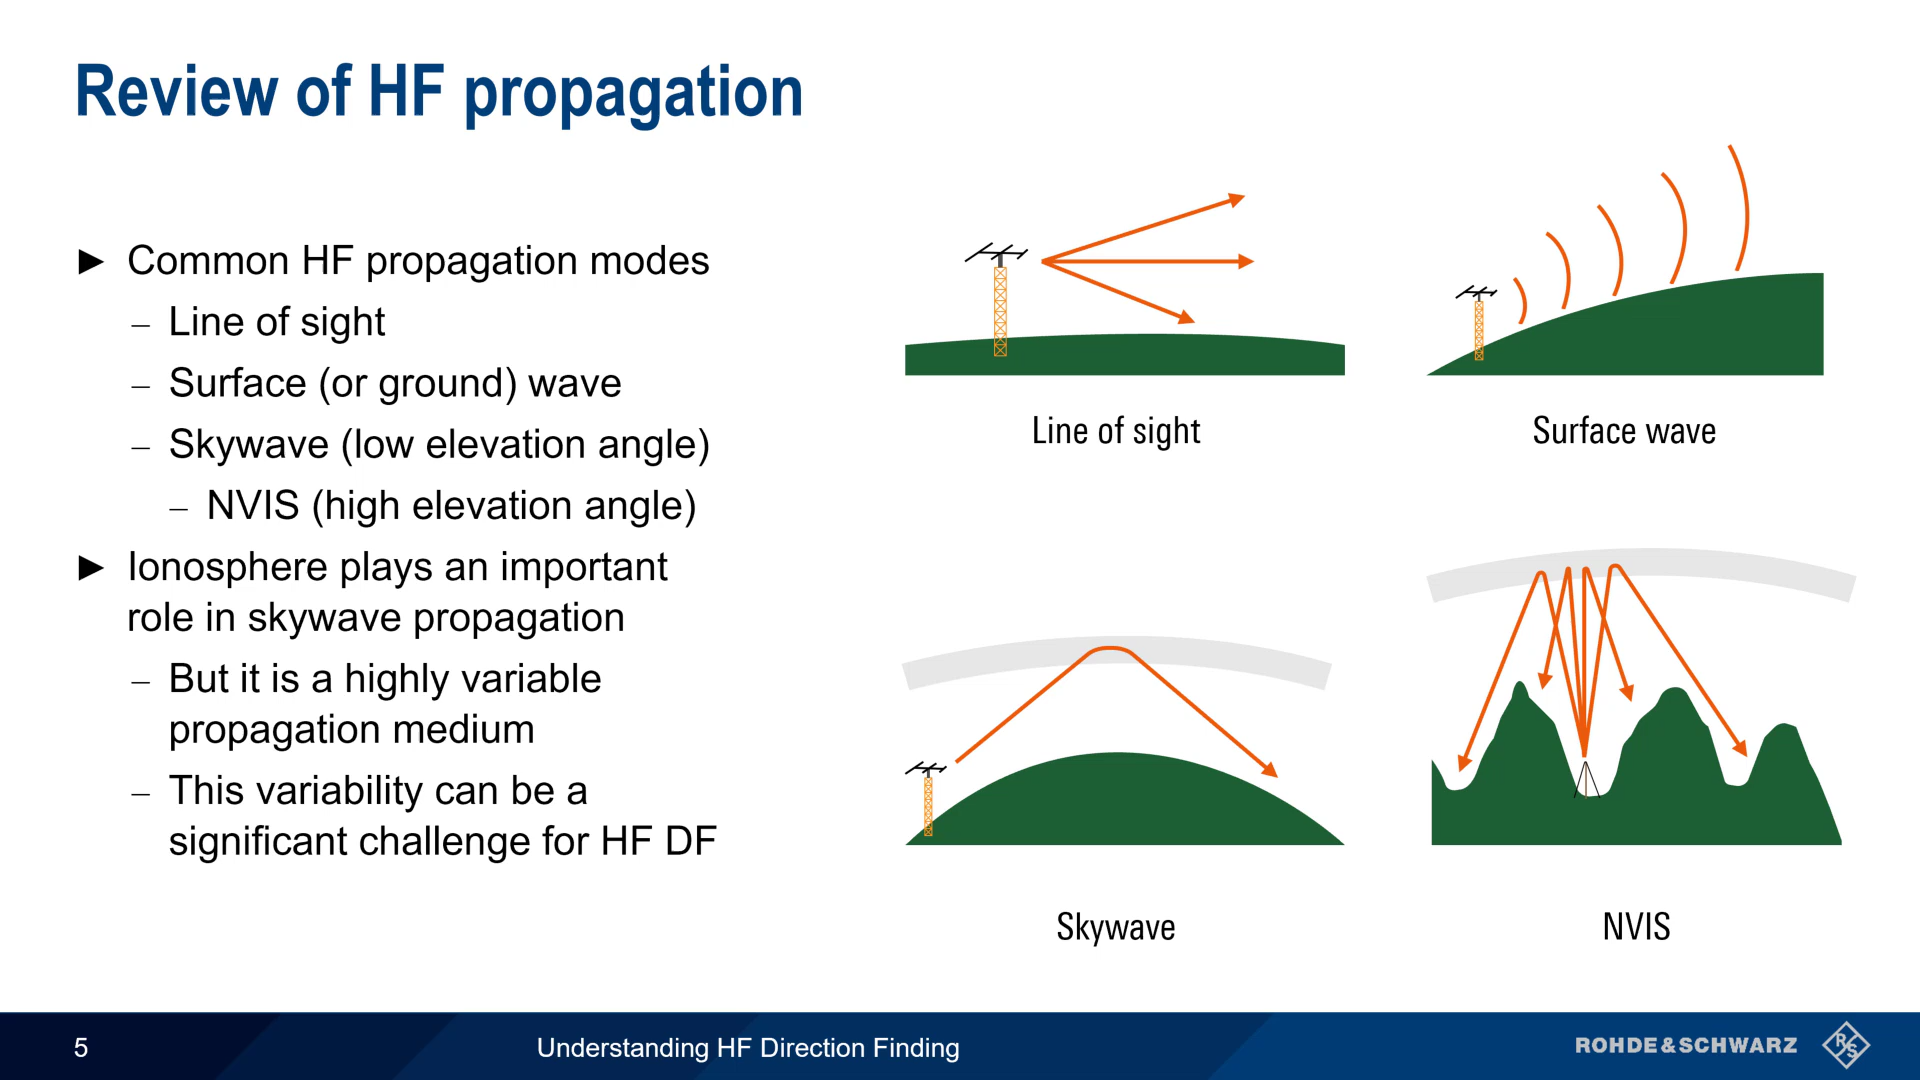 Review of HF propagation
► Common HF propagation modes
– Line of sight
– Surface (or ground) wave
– Skywave (low elevation angle)
– NVIS (high elevation angle)
► Ionosphere plays an important
role in skywave propagation
– But it is a highly variable
propagation medium
– This variability can be a
significant challenge for HF DF
Line of sight
Surface wave
Skywave
NVIS
5
Understanding HF Direction Finding
ROHDE&SCHWARZ
R&S